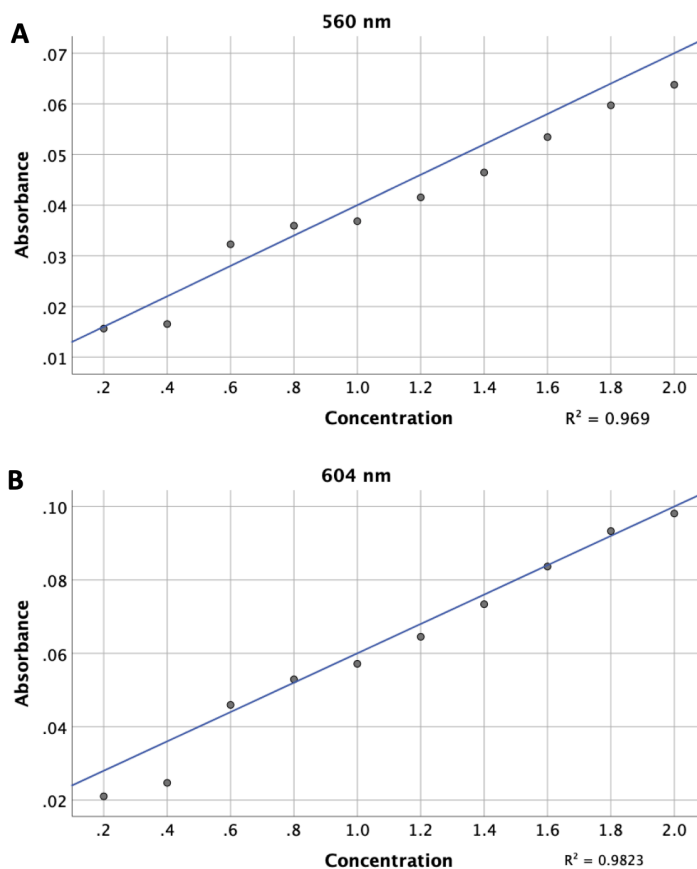 A
560 nm
.07
.06
.05
.04
.03
.02
.01
Absorbance
.2 .4 .6 .8 1.0 1.2 1.4 1.6 1.8 2.0
Concentration
R² = 0.969
B
604 nm
.10
.08
.06
.04
.02
Absorbance
.2 .4 .6 .8 1.0 1.2 1.4 1.6 1.8 2.0
Concentration
R² = 0.9823